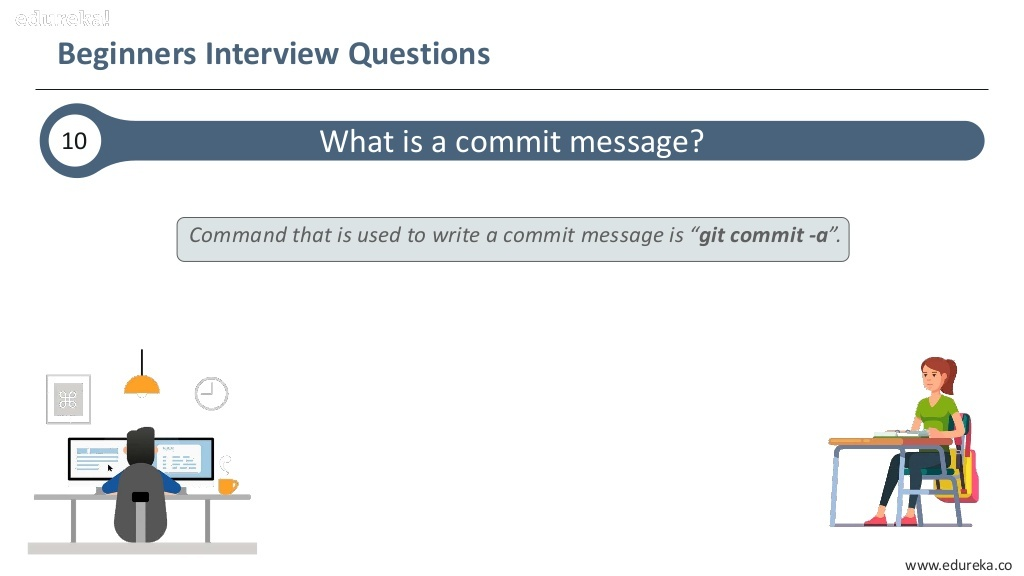 edureka!
Beginners Interview Questions
10
What is a commit message?
Command that is used to write a commit message is “git commit -a”.
www.edureka.co